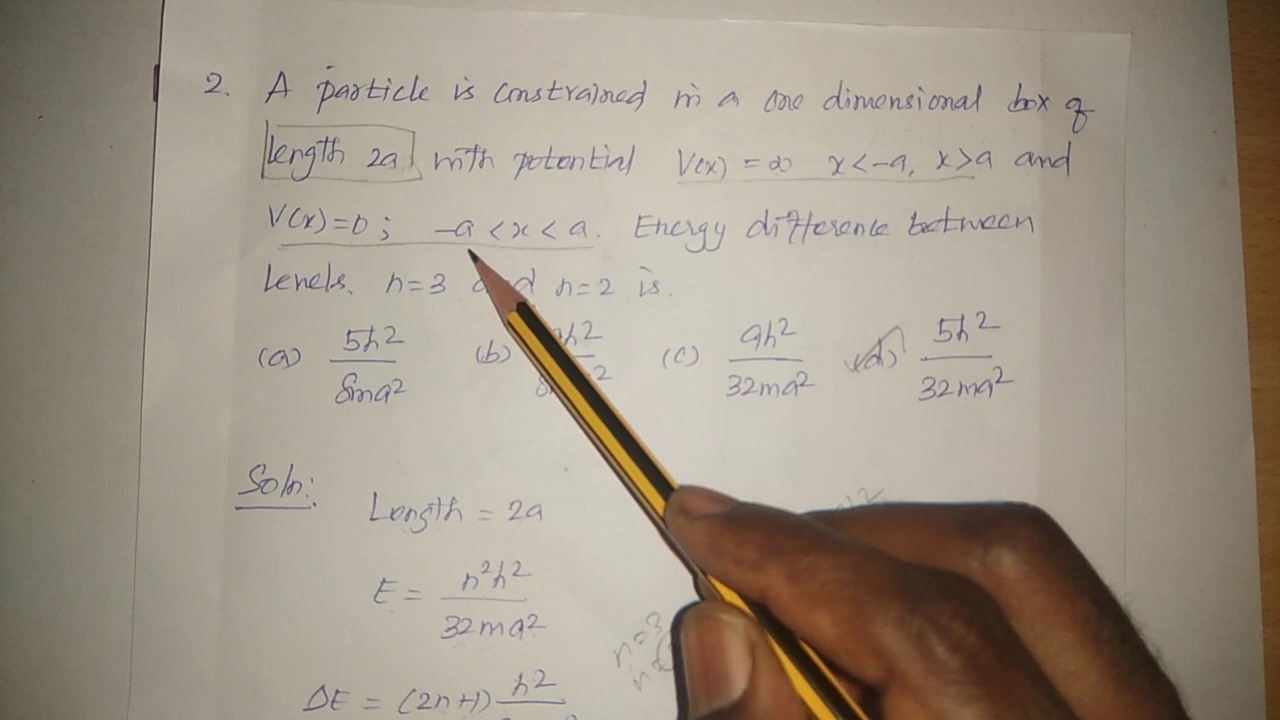 2. A particle is constrained in a one dimensional box of
length 2a with potential V(x) = ∞ x<-a, x>a and
V(x)=0; -a < x < a. Energy difference between
levels. n=3 and n=2 is.
(a) 5h²/8ma² (b) (c) 9h²/32ma² (d) 5h²/32ma²
Soln:
Length = 2a
E = n²h²/32ma²
n=3
ΔE = (2n+1) h²